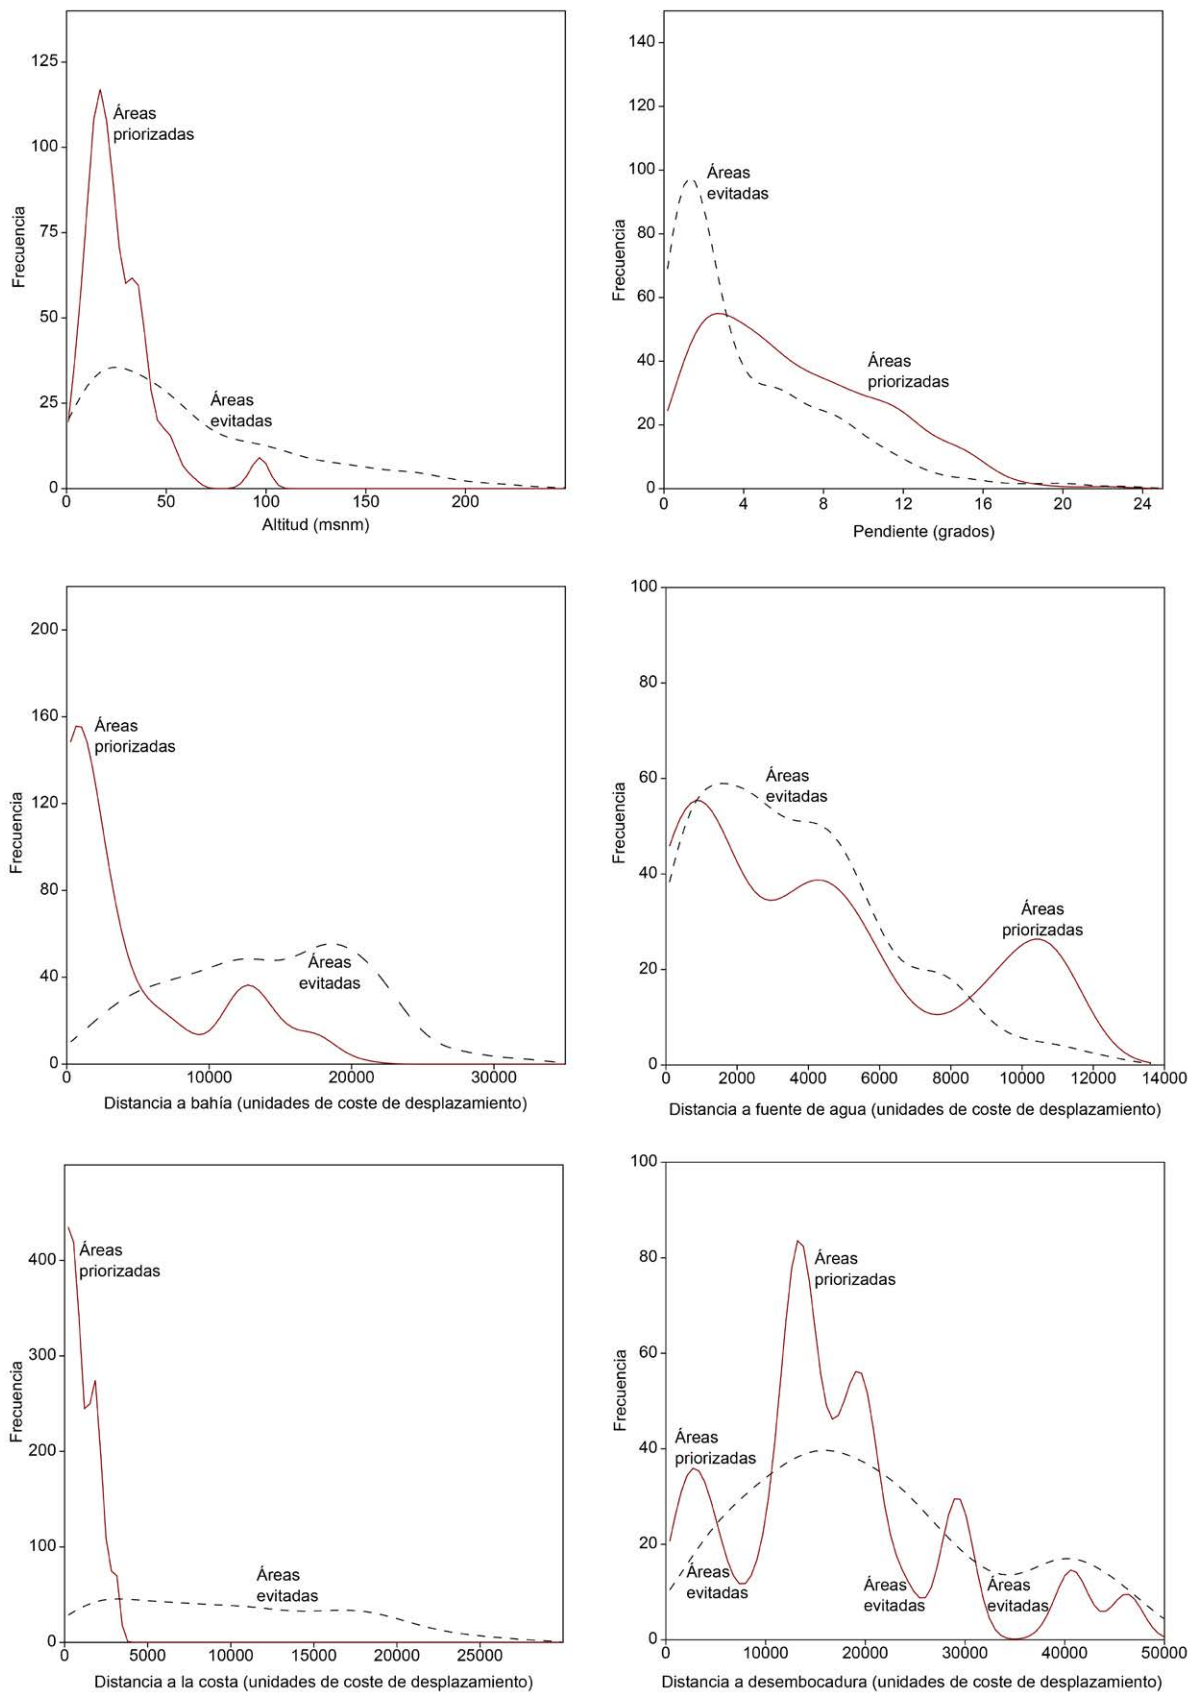 125
100
75
50
25
0
Frecuencia
Áreas
priorizadas
Áreas
evitadas
0
50
100
150
200
Altitud (msnm)
140
120
100
80
60
40
20
0
Frecuencia
Áreas
evitadas
Áreas
priorizadas
0
4
8
12
16
20
24
Pendiente (grados)
200
160
120
80
40
0
Frecuencia
Áreas
priorizadas
Áreas
evitadas
0
10000
20000
30000
Distancia a bahía (unidades de coste de desplazamiento)
100
80
60
40
20
0
Frecuencia
Áreas
evitadas
Áreas
priorizadas
0
2000
4000
6000
8000
10000
12000
14000
Distancia a fuente de agua (unidades de coste de desplazamiento)
400
300
200
100
0
Frecuencia
Áreas
priorizadas
Áreas
evitadas
0
5000
10000
15000
20000
25000
Distancia a la costa (unidades de coste de desplazamiento)
100
80
60
40
20
0
Frecuencia
Áreas
priorizadas
Áreas
priorizadas
Áreas
evitadas
Áreas
evitadas
Áreas
evitadas
0
10000
20000
30000
40000
50000
Distancia a desembocadura (unidades de coste de desplazamiento)